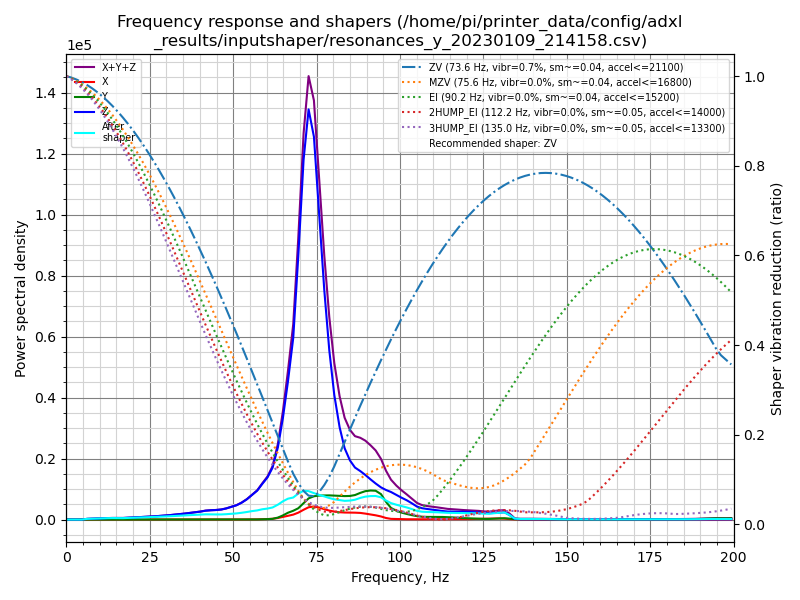 Frequency response and shapers (/home/pi/printer_data/config/adxl
_results/inputshaper/resonances_y_20230109_214158.csv)
1e5
X+Y+Z
X
Y
After
shaper
ZV (73.6 Hz, vibr=0.7%, sm~=0.04, accel<=21100)
MZV (75.6 Hz, vibr=0.0%, sm~=0.04, accel<=16800)
EI (90.2 Hz, vibr=0.0%, sm~=0.04, accel<=15200)
2HUMP_EI (112.2 Hz, vibr=0.0%, sm~=0.05, accel<=14000)
3HUMP_EI (135.0 Hz, vibr=0.0%, sm~=0.05, accel<=13300)
Recommended shaper: ZV
1.4
1.2
1.0
0.8
0.6
0.4
0.2
0.0
Power spectral density
1.0
0.8
0.6
0.4
0.2
0.0
Shaper vibration reduction (ratio)
0 25 50 75 100 125 150 175 200
Frequency, Hz